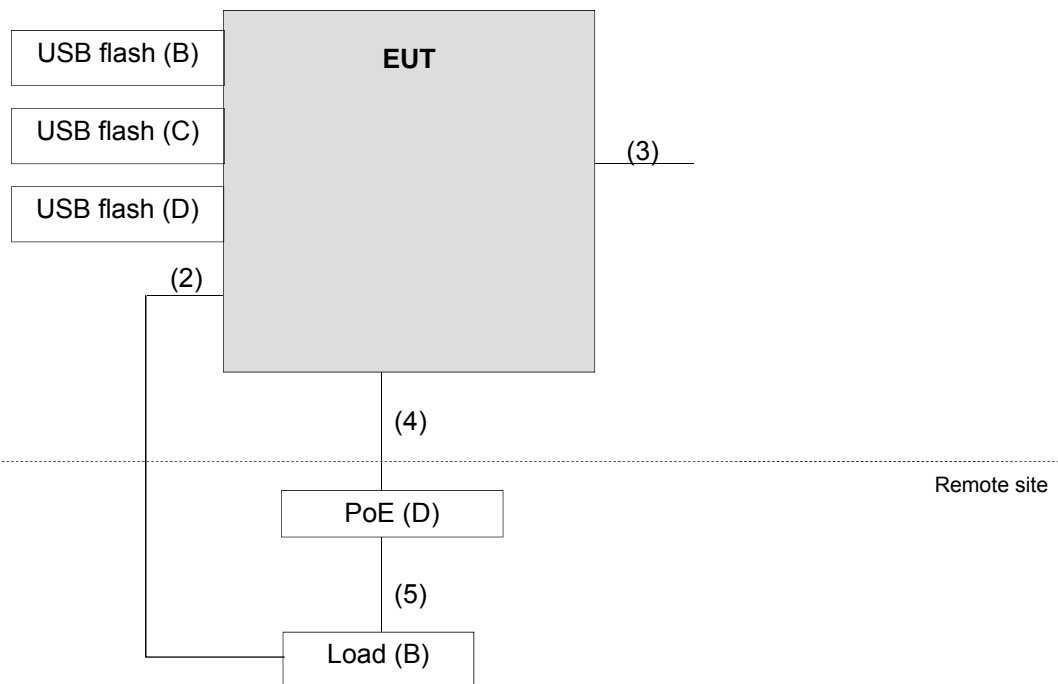 USB flash (B)
EUT
USB flash (C)
(3)
USB flash (D)
(2)
(4)
Remote site
PoE (D)
(5)
Load (B)